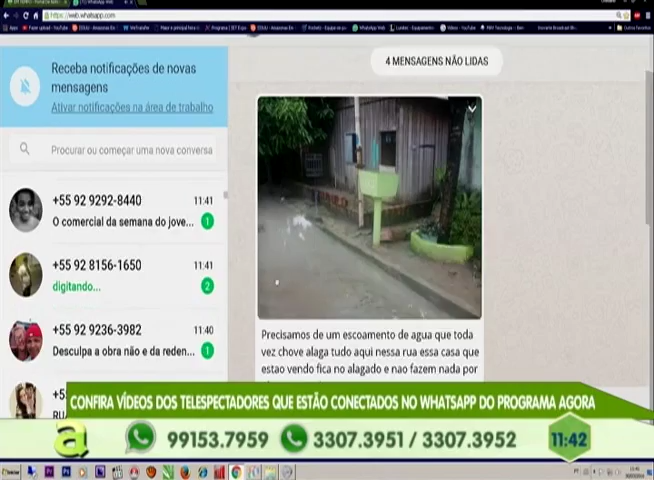 https://web.whatsapp.com
Receba notificações de novas
mensagens
Ativar notificações na área de trabalho
Procurar ou começar uma nova conversa
+55 92 9292-8440 11:41
O comercial da semana do jove... 1
+55 92 8156-1650 11:41
digitando... 2
+55 92 9236-3982 11:40
Desculpa a obra não e da reden... 1
4 MENSAGENS NÃO LIDAS
Precisamos de um escoamento de agua que toda
vez chove alaga tudo aqui nessa rua essa casa que
estao vendo fica no alagado e nao fazem nada por
CONFIRA VÍDEOS DOS TELESPECTADORES QUE ESTÃO CONECTADOS NO WHATSAPP DO PROGRAMA AGORA
a 99153.7959 3307.3951 / 3307.3952 11:42